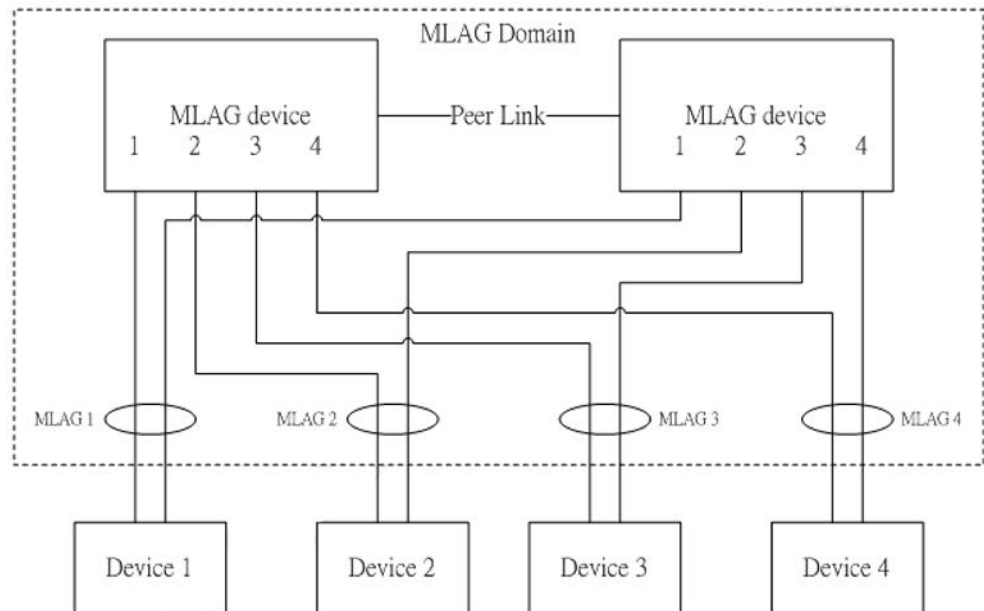 MLAG Domain
MLAG device
1 2 3 4
Peer Link
MLAG device
1 2 3 4
MLAG 1
MLAG 2
MLAG 3
MLAG 4
Device 1
Device 2
Device 3
Device 4